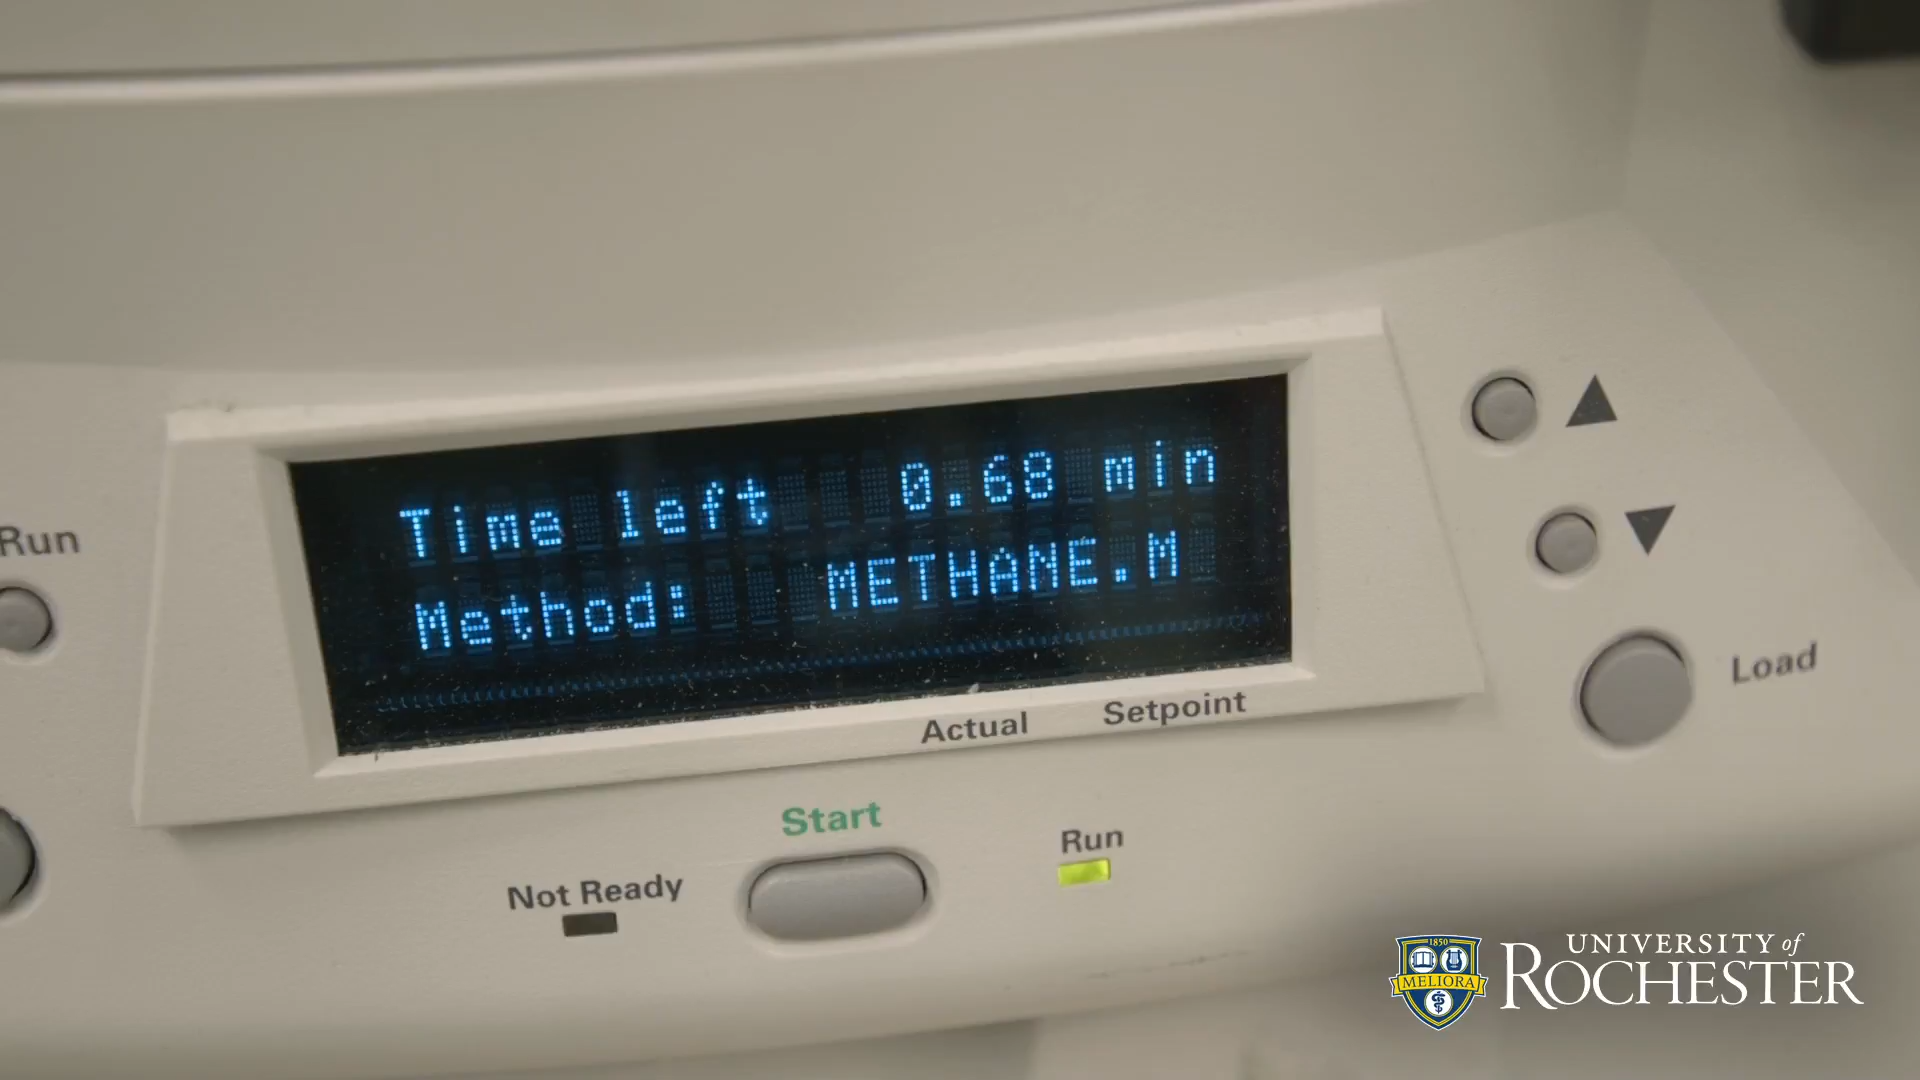 Time left 0.68 min
Method: METHANE.M
Actual Setpoint
Run
Load
Start
Not Ready
Run
1850
MELIORA
UNIVERSITY of
ROCHESTER